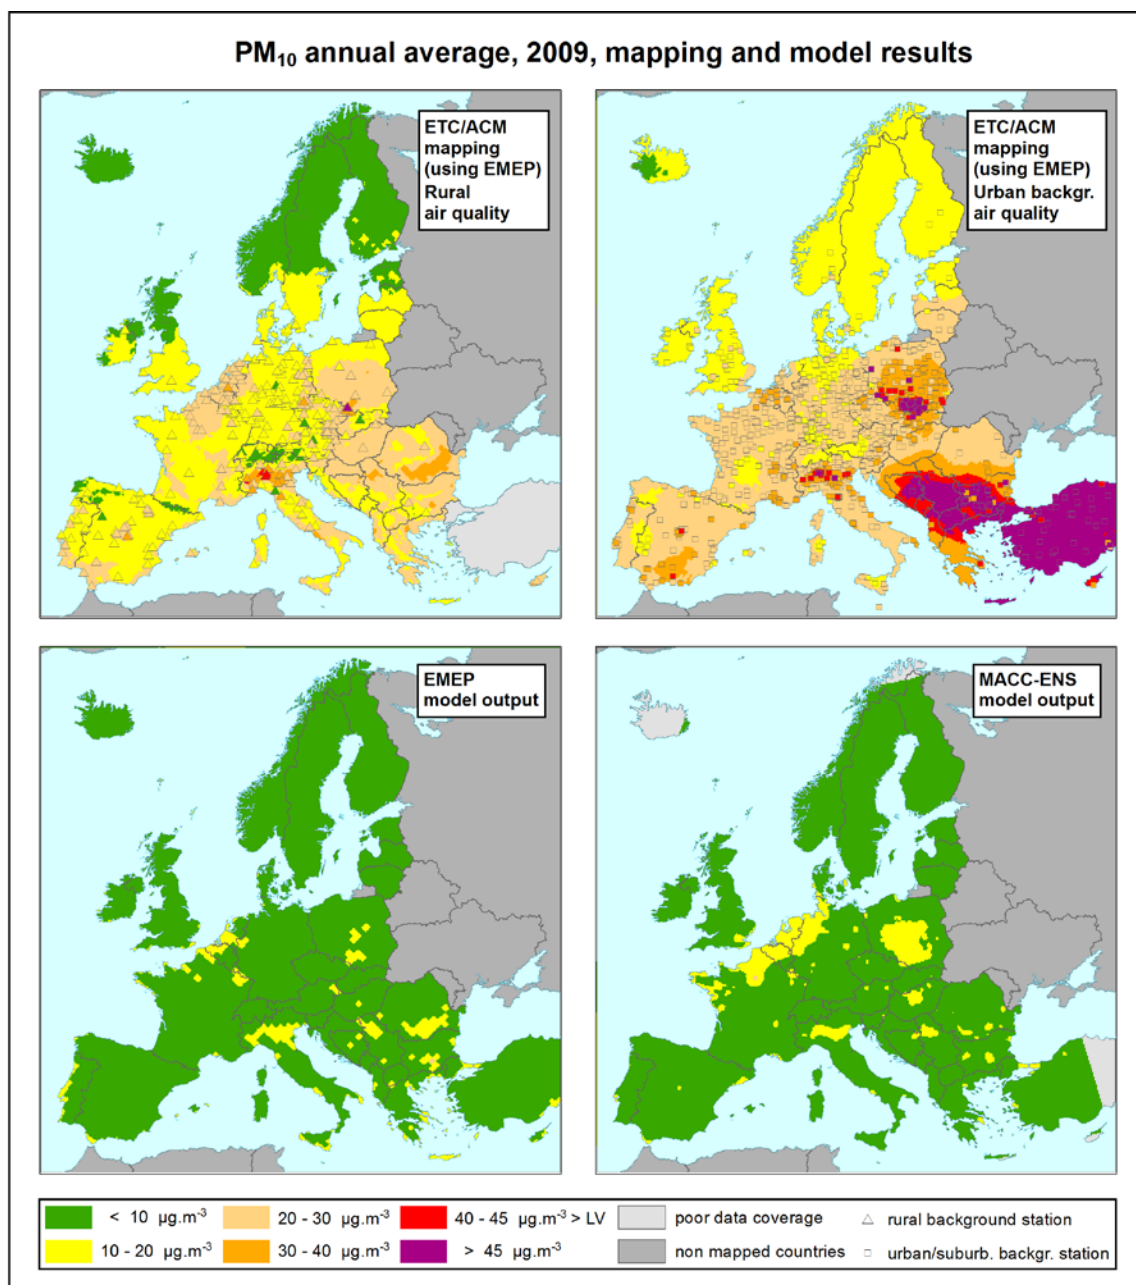 PM₁₀ annual average, 2009, mapping and model results
ETC/ACM
mapping
(using EMEP)
Rural
air quality
ETC/ACM
mapping
(using EMEP)
Urban backgr.
air quality
EMEP
model output
MACC-ENS
model output
< 10 µg.m⁻³
20 - 30 µg.m⁻³
40 - 45 µg.m⁻³ > LV
poor data coverage
rural background station
10 - 20 µg.m⁻³
30 - 40 µg.m⁻³
> 45 µg.m⁻³
non mapped countries
urban/suburb. backgr. station